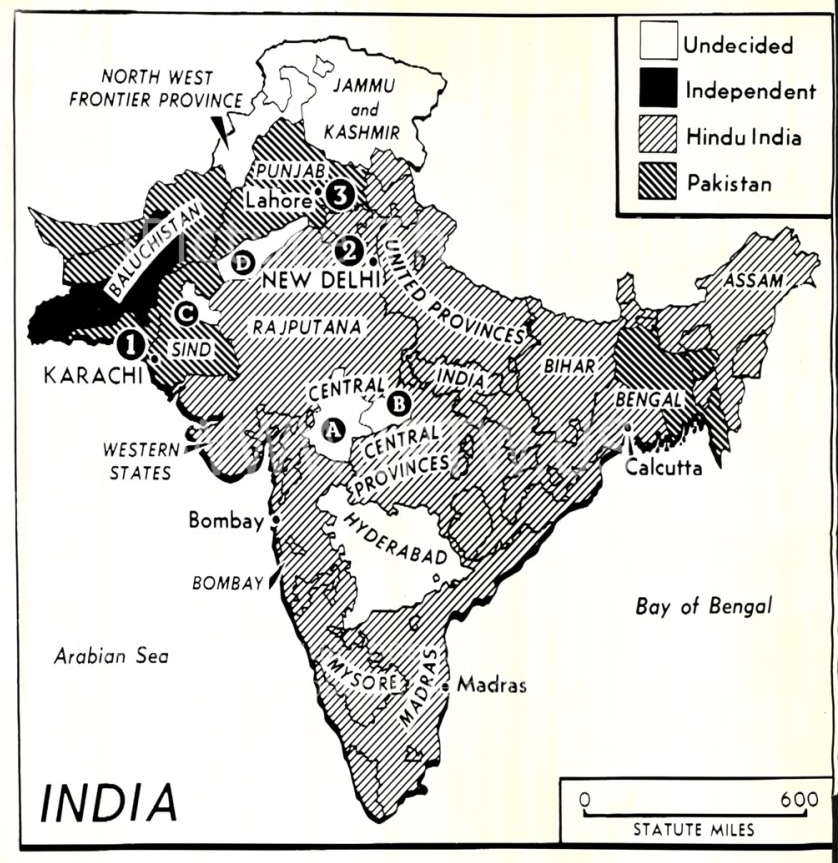 Undecided
Independent
Hindu India
Pakistan
NORTH WEST
FRONTIER PROVINCE
JAMMU
and
KASHMIR
PUNJAB
Lahore
3
BALUCHISTAN
D
2
NEW DELHI
UNITED PROVINCES
ASSAM
C
RAJPUTANA
1
SIND
KARACHI
BIHAR
CENTRAL
INDIA
B
BENGAL
A
CENTRAL
PROVINCES
WESTERN
STATES
Calcutta
Bombay
HYDERABAD
BOMBAY
Bay of Bengal
Arabian Sea
MYSORE
MADRAS
Madras
INDIA
0 600
STATUTE MILES